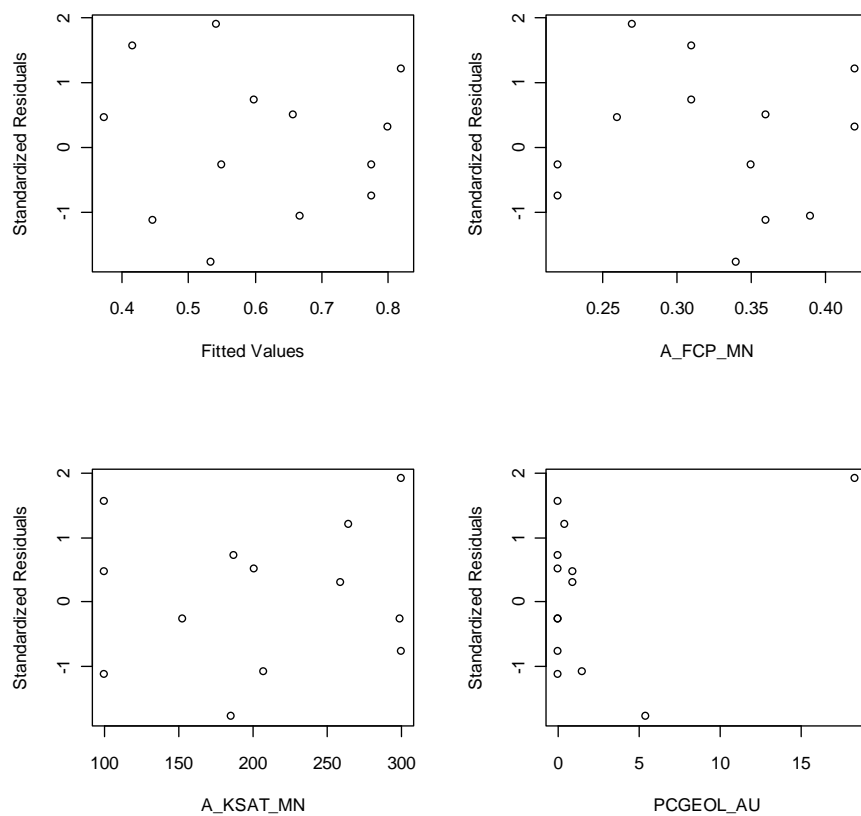 Standardized Residuals
2
1
0
-1
0.4 0.5 0.6 0.7 0.8
Fitted Values
Standardized Residuals
2
1
0
-1
0.25 0.30 0.35 0.40
A_FCP_MN
Standardized Residuals
2
1
0
-1
100 150 200 250 300
A_KSAT_MN
Standardized Residuals
2
1
0
-1
0 5 10 15
PCGEOL_AU